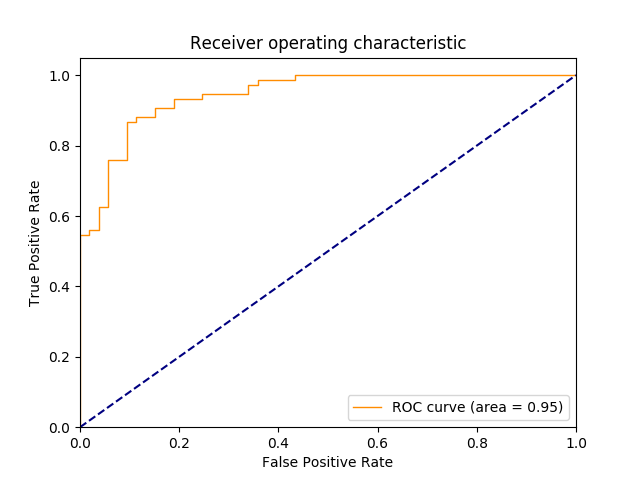 Receiver operating characteristic
True Positive Rate
1.0
0.8
0.6
0.4
0.2
0.0
ROC curve (area = 0.95)
0.0 0.2 0.4 0.6 0.8 1.0
False Positive Rate